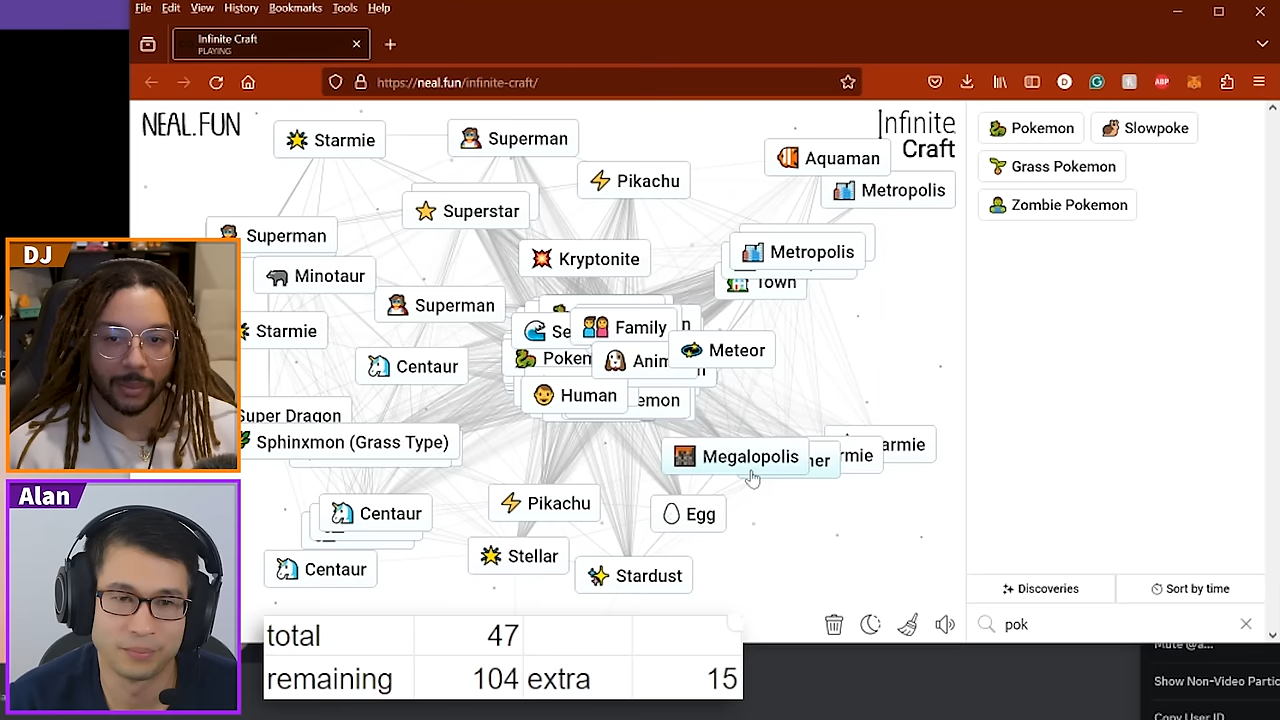 File Edit View History Bookmarks Tools Help
Infinite Craft
PLAYING
https://neal.fun/infinite-craft/
NEAL.FUN
Infinite
Craft
Starmie
Superman
Pikachu
Aquaman
Metropolis
Superstar
Superman
Kryptonite
Metropolis
Town
Minotaur
Superman
Starmie
Family
Meteor
Centaur
Human
Super Dragon
Sphinxmon (Grass Type)
Megalopolis
Centaur
Pikachu
Egg
Stellar
Centaur
Stardust
Pokemon
Slowpoke
Grass Pokemon
Zombie Pokemon
Discoveries
Sort by time
pok
DJ
Alan
total 47
remaining 104 extra 15
Show Non-Video Partic
Copy User ID